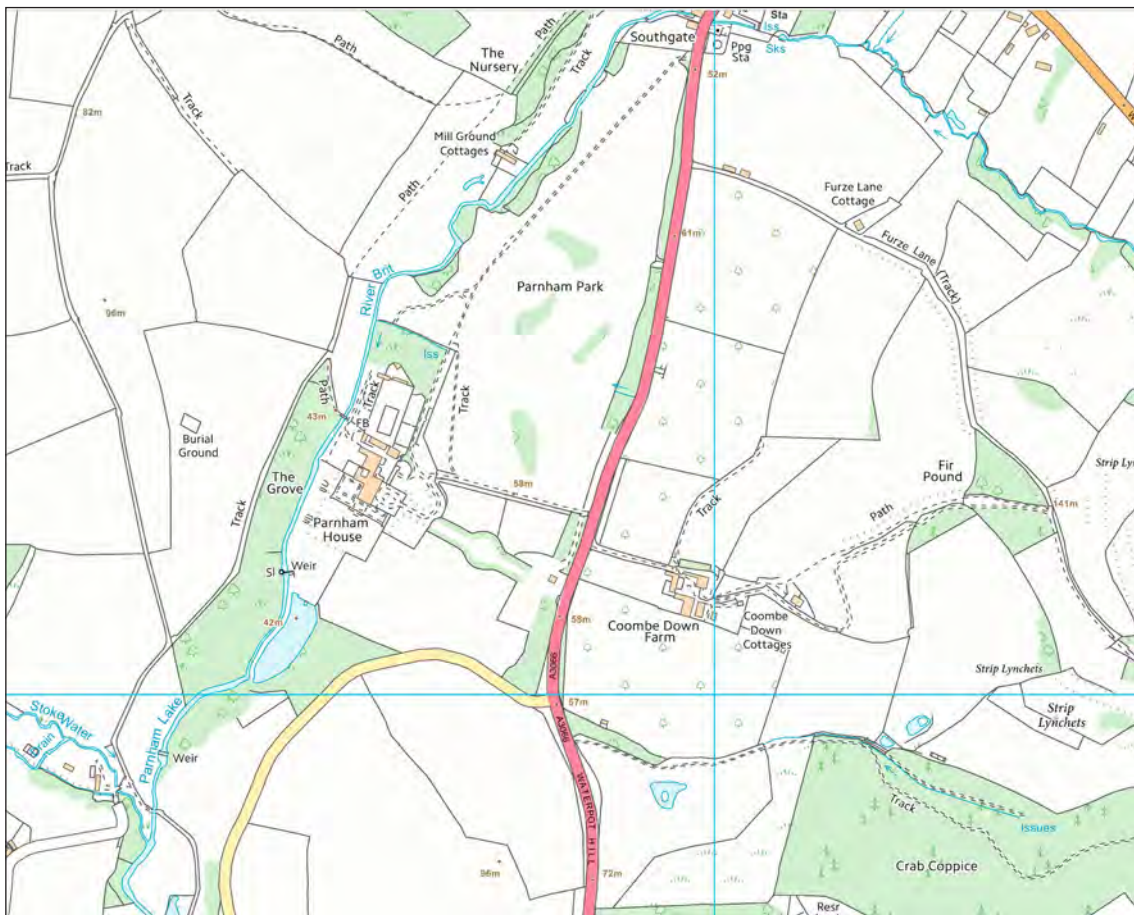 Sta
Iss
Southgate
Sks
Ppg
Sta
Path
The
Nursery
Path
Track
52m
82m
Track
Track
Mill Ground
Cottages
Path
Furze Lane
Cottage
Furze Lane
(Track)
61m
River Brit
Parnham Park
96m
Iss
Path
Track
Track
43m
FB
Burial
Ground
The
Grove
58m
Fir
Pound
Strip
Track
Path
141m
Track
Parnham
House
Sl
Weir
42m
55m
Coombe Down
Farm
Coombe
Down
Cottages
A3066
Strip Lynchets
57m
Strip
Lynchets
Stoke Water
Drain
Parnham Lake
Weir
A3066
WATERPOT HILL
Track
Issues
96m
72m
Crab Coppice
Resr